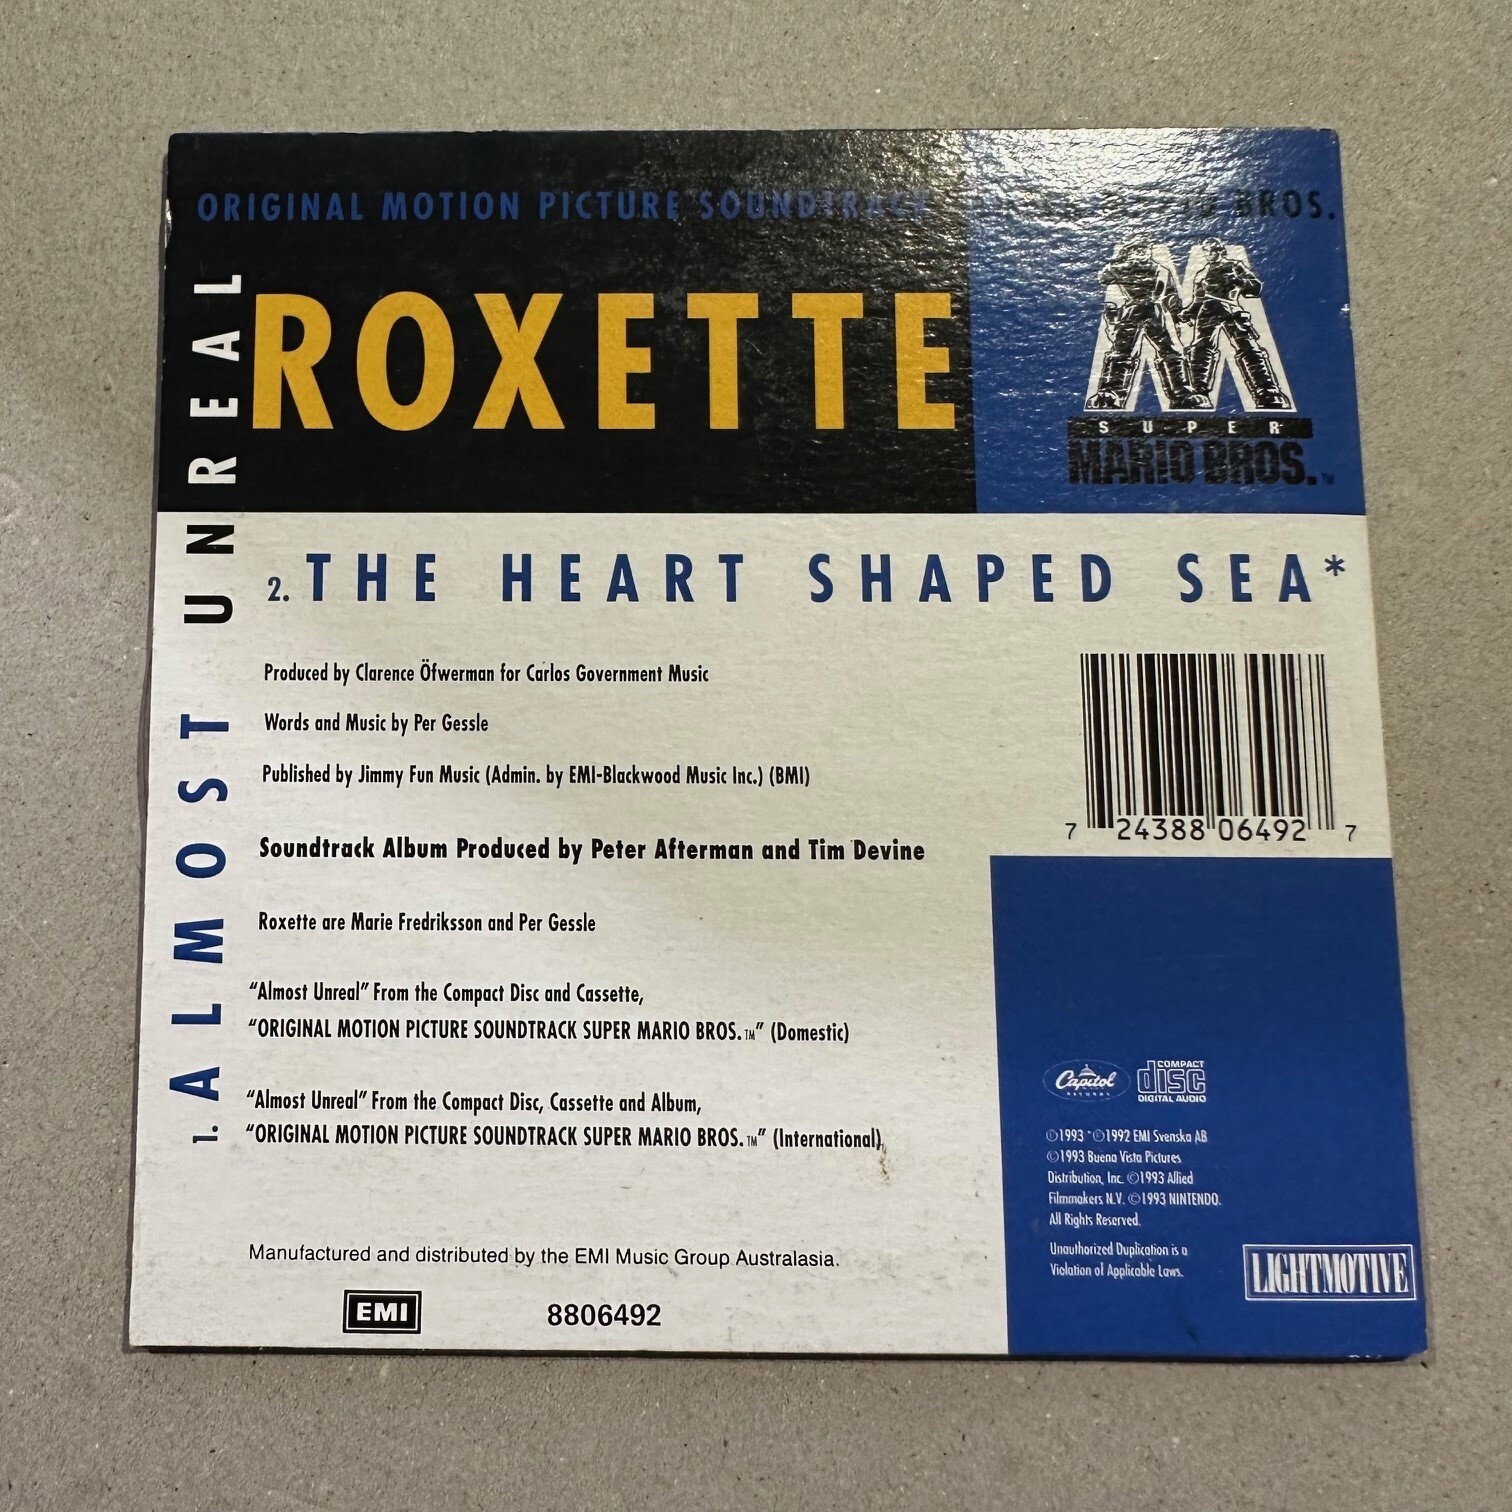 ORIGINAL MOTION PICTURE SOUNDTRACK BROS.
ROXETTE
SUPER
MARIO BROS.™
1. ALMOST UNREAL
2. THE HEART SHAPED SEA*
Produced by Clarence Öfwerman for Carlos Government Music
Words and Music by Per Gessle
Published by Jimmy Fun Music (Admin. by EMI-Blackwood Music Inc.) (BMI)
Soundtrack Album Produced by Peter Afterman and Tim Devine
Roxette are Marie Fredriksson and Per Gessle
“Almost Unreal” From the Compact Disc and Cassette,
“ORIGINAL MOTION PICTURE SOUNDTRACK SUPER MARIO BROS.™” (Domestic)
“Almost Unreal” From the Compact Disc, Cassette and Album,
“ORIGINAL MOTION PICTURE SOUNDTRACK SUPER MARIO BROS.™” (International)
Manufactured and distributed by the EMI Music Group Australasia.
EMI
8806492
7 24388 06492 7
Capitol
RECORDS
COMPACT
disc
DIGITAL AUDIO
℗1993 *℗1992 EMI Svenska AB
©1993 Buena Vista Pictures
Distribution, Inc. ©1993 Allied
Filmmakers N.V. ©1993 NINTENDO.
All Rights Reserved.
Unauthorized Duplication is a
Violation of Applicable Laws.
LIGHTMOTIVE